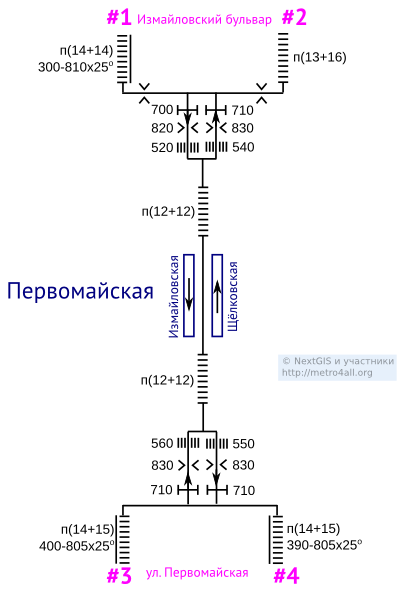 #1 Измайловский бульвар #2
п(14+14)
300-810x25°
п(13+16)
700 710
820 830
520 540
п(12+12)
Первомайская
Измайловская
Щёлковская
© NextGIS и участники
http://metro4all.org
п(12+12)
560 550
830 830
710 710
п(14+15)
400-805x25°
п(14+15)
390-805x25°
#3 ул. Первомайская #4